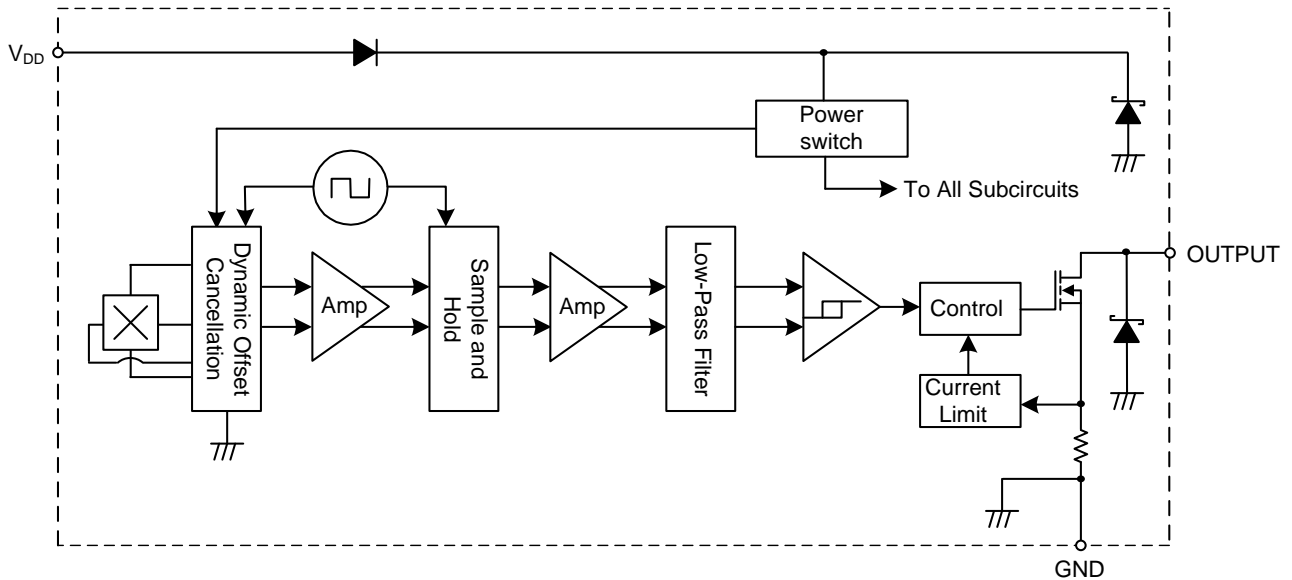 V_DD
Power
switch
To All Subcircuits
OUTPUT
Dynamic Offset
Cancellation
Amp
Sample and
Hold
Amp
Low-Pass Filter
Control
Current
Limit
GND